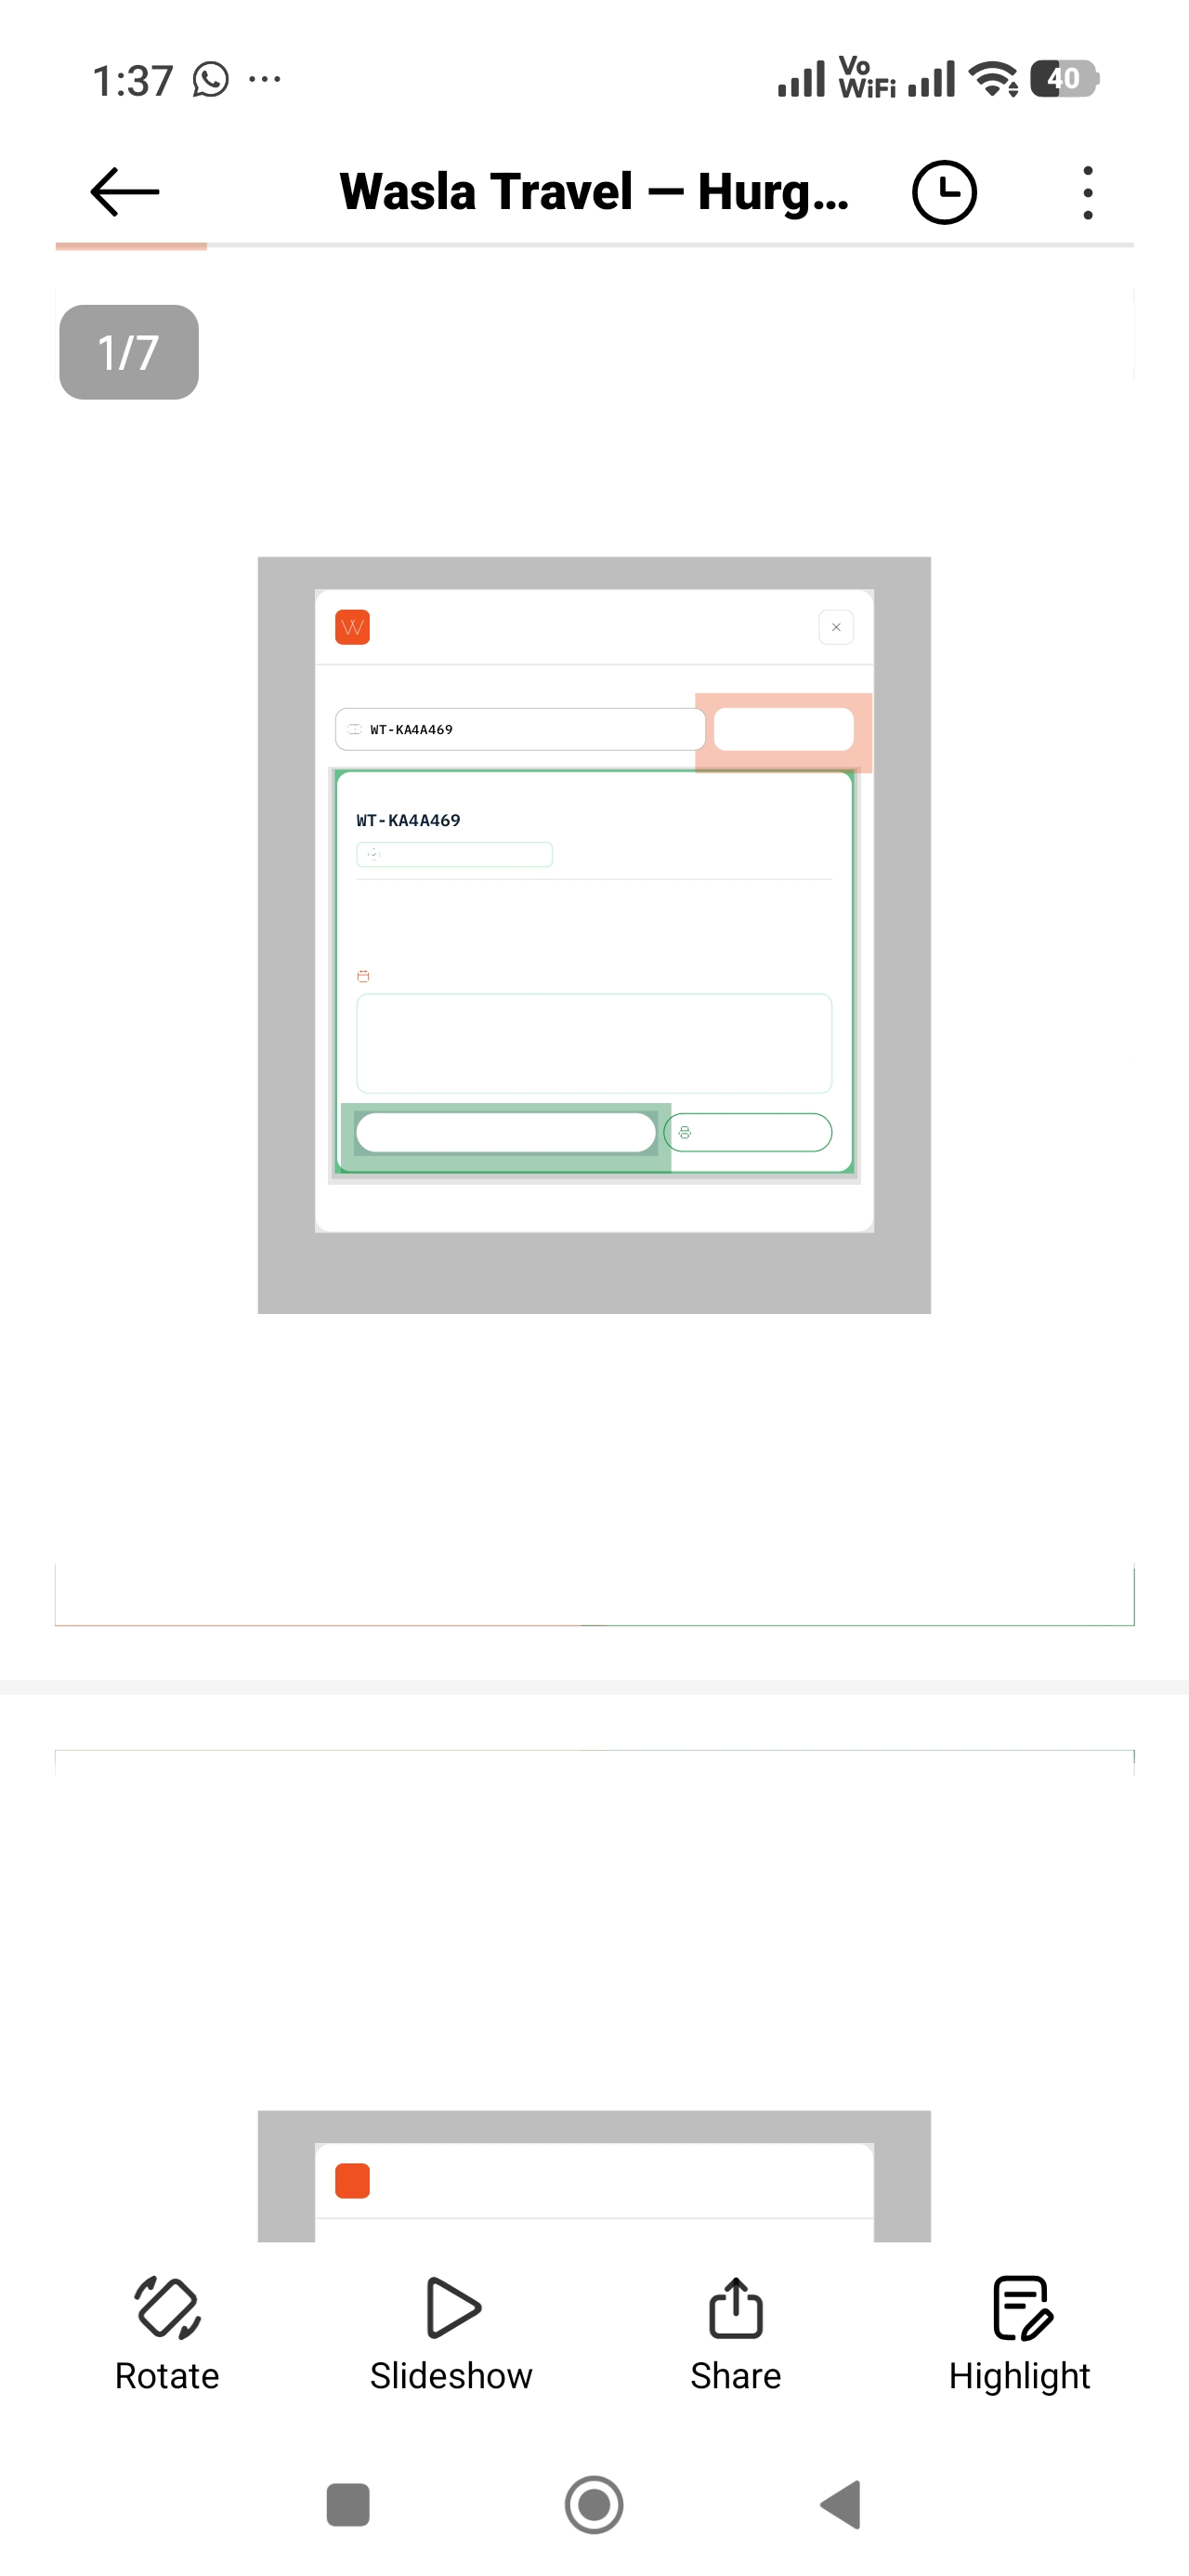 1:37
Vo
WiFi
40
Wasla Travel — Hurg...
1/7
W
WT-KA4A469
WT-KA4A469
Rotate
Slideshow
Share
Highlight